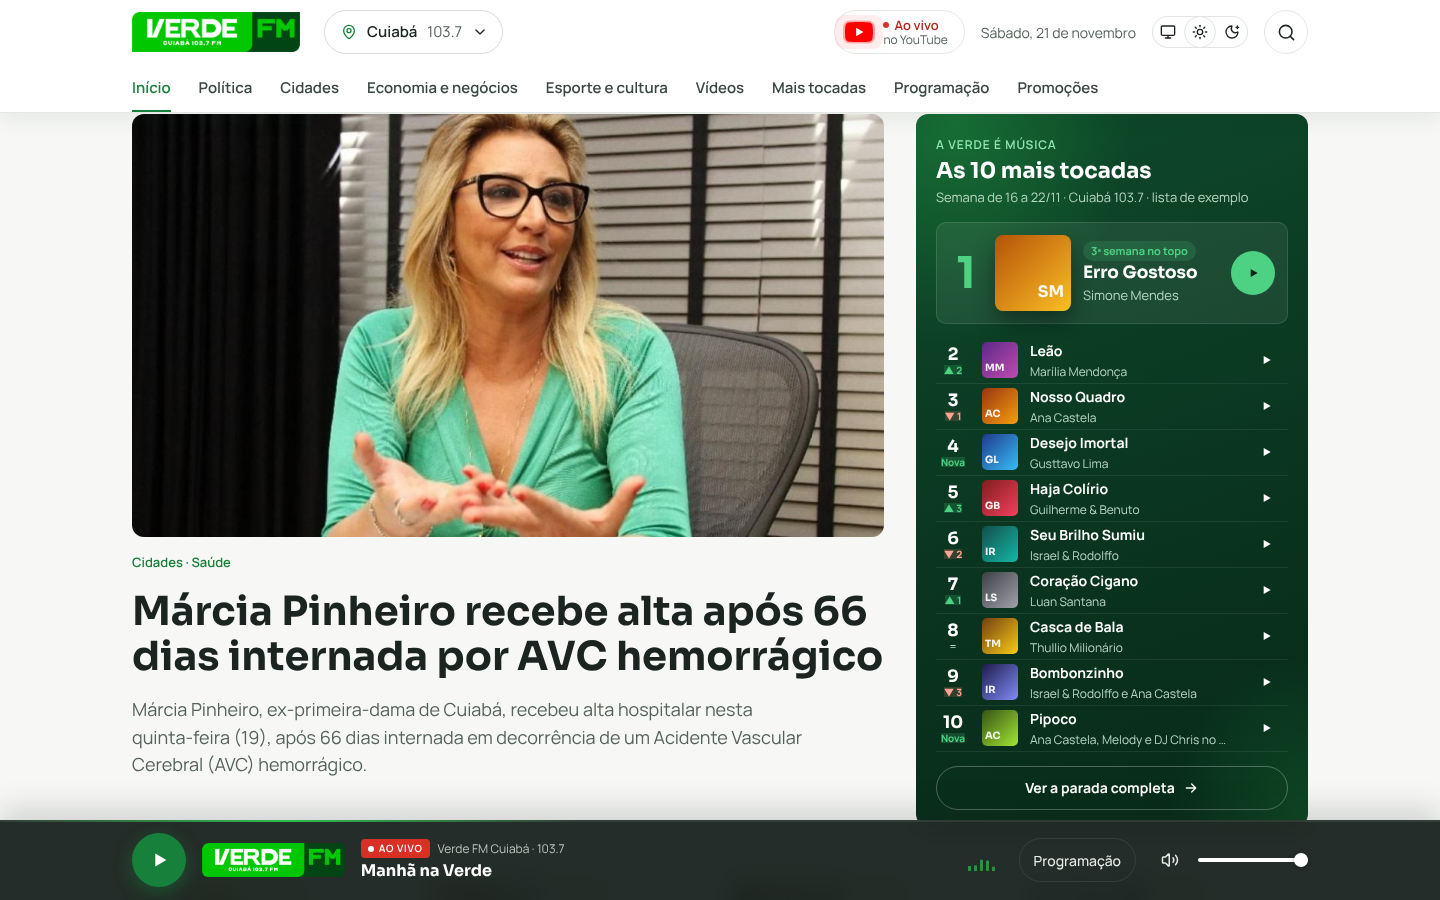 VERDE FM
CUIABÁ 103.7 FM
Cuiabá 103.7
Ao vivo
no YouTube
Sábado, 21 de novembro
Início
Política
Cidades
Economia e negócios
Esporte e cultura
Vídeos
Mais tocadas
Programação
Promoções
Cidades · Saúde
Márcia Pinheiro recebe alta após 66
dias internada por AVC hemorrágico
Márcia Pinheiro, ex-primeira-dama de Cuiabá, recebeu alta hospitalar nesta
quinta-feira (19), após 66 dias internada em decorrência de um Acidente Vascular
Cerebral (AVC) hemorrágico.
A VERDE É MÚSICA
As 10 mais tocadas
Semana de 16 a 22/11 · Cuiabá 103.7 · lista de exemplo
1
SM
3ª semana no topo
Erro Gostoso
Simone Mendes
2
▲ 2
MM
Leão
Marília Mendonça
3
▼ 1
AC
Nosso Quadro
Ana Castela
4
Nova
GL
Desejo Imortal
Gusttavo Lima
5
▲ 3
GB
Haja Colírio
Guilherme & Benuto
6
▼ 2
IR
Seu Brilho Sumiu
Israel & Rodolffo
7
▲ 1
LS
Coração Cigano
Luan Santana
8
=
TM
Casca de Bala
Thullio Milionário
9
▼ 3
IR
Bombonzinho
Israel & Rodolffo e Ana Castela
10
Nova
AC
Pipoco
Ana Castela, Melody e DJ Chris no ...
Ver a parada completa →
VERDE FM
CUIABÁ 103.7 FM
AO VIVO
Verde FM Cuiabá · 103.7
Manhã na Verde
Programação